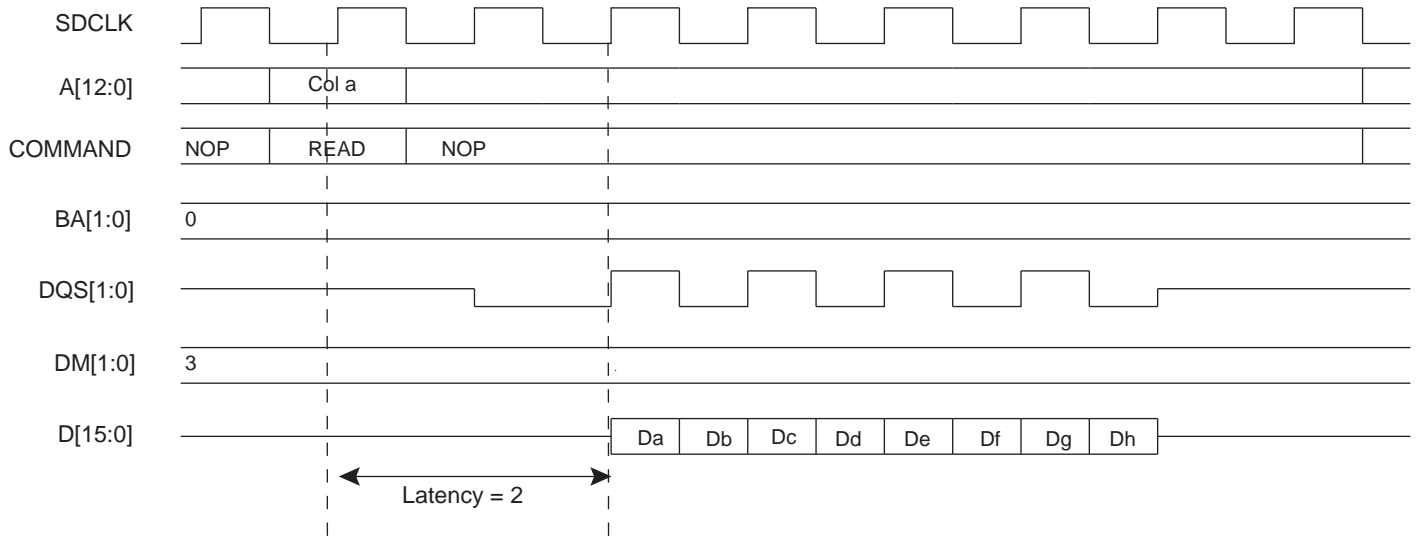 SDCLK
A[12:0] Col a
COMMAND NOP READ NOP
BA[1:0] 0
DQS[1:0]
DM[1:0] 3
D[15:0] Da Db Dc Dd De Df Dg Dh
Latency = 2